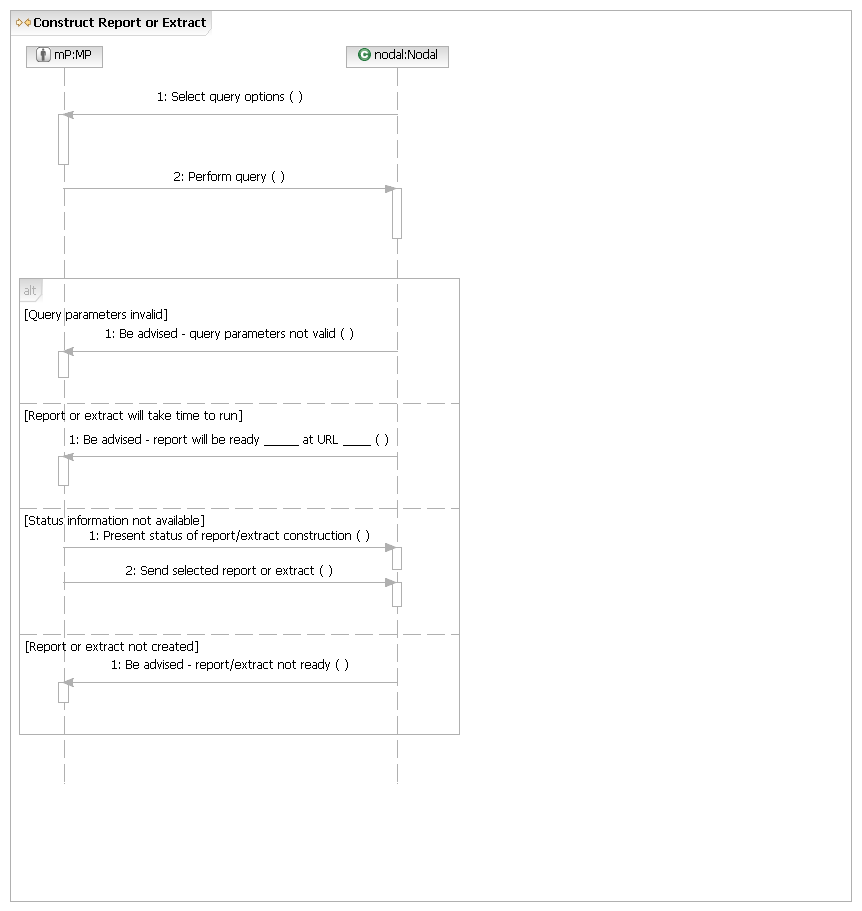 Construct Report or Extract
mP:MP
nodal:Nodal
1: Select query options ( )
2: Perform query ( )
alt
[Query parameters invalid]
1: Be advised - query parameters not valid ( )
[Report or extract will take time to run]
1: Be advised - report will be ready ______ at URL _____ ( )
[Status information not available]
1: Present status of report/extract construction ( )
2: Send selected report or extract ( )
[Report or extract not created]
1: Be advised - report/extract not ready ( )